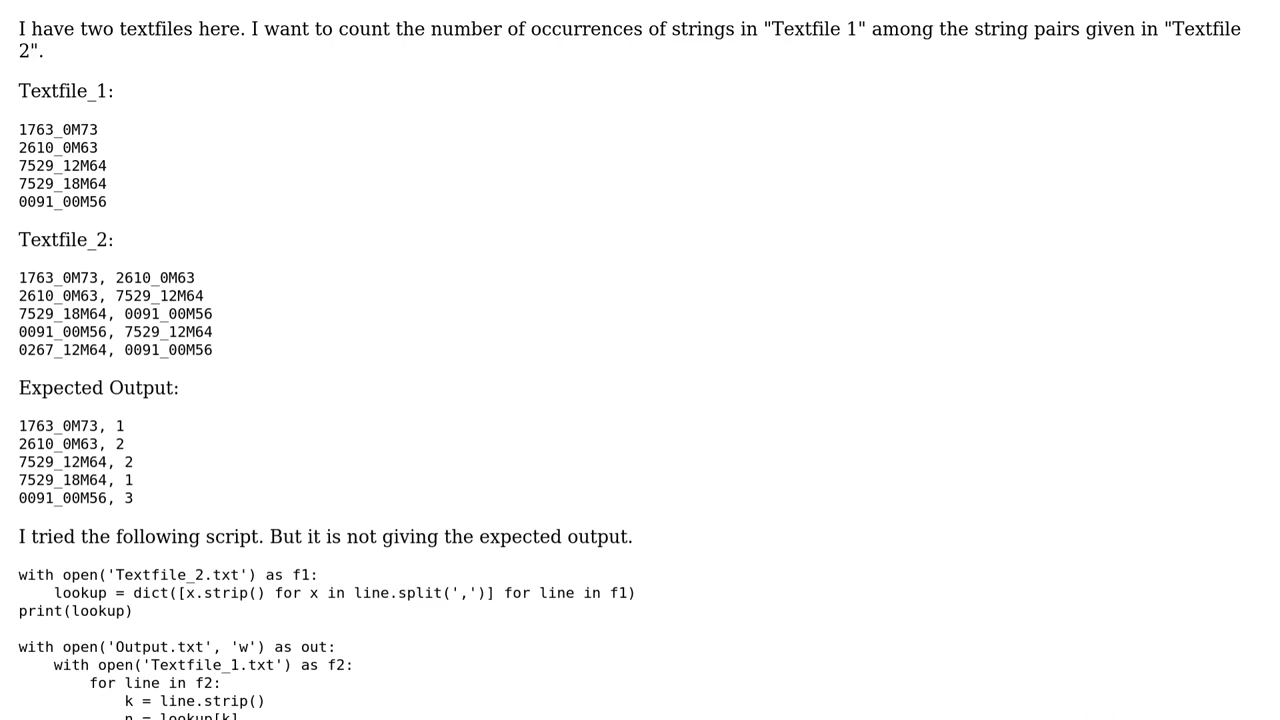 I have two textfiles here. I want to count the number of occurrences of strings in "Textfile 1" among the string pairs given in "Textfile
2".
Textfile_1:
1763_0M73
2610_0M63
7529_12M64
7529_18M64
0091_00M56
Textfile_2:
1763_0M73, 2610_0M63
2610_0M63, 7529_12M64
7529_18M64, 0091_00M56
0091_00M56, 7529_12M64
0267_12M64, 0091_00M56
Expected Output:
1763_0M73, 1
2610_0M63, 2
7529_12M64, 2
7529_18M64, 1
0091_00M56, 3
I tried the following script. But it is not giving the expected output.
with open('Textfile_2.txt') as f1:
    lookup = dict([x.strip() for x in line.split(',')] for line in f1)
print(lookup)
with open('Output.txt', 'w') as out:
    with open('Textfile_1.txt') as f2:
        for line in f2:
            k = line.strip()
            n = lookup[k]